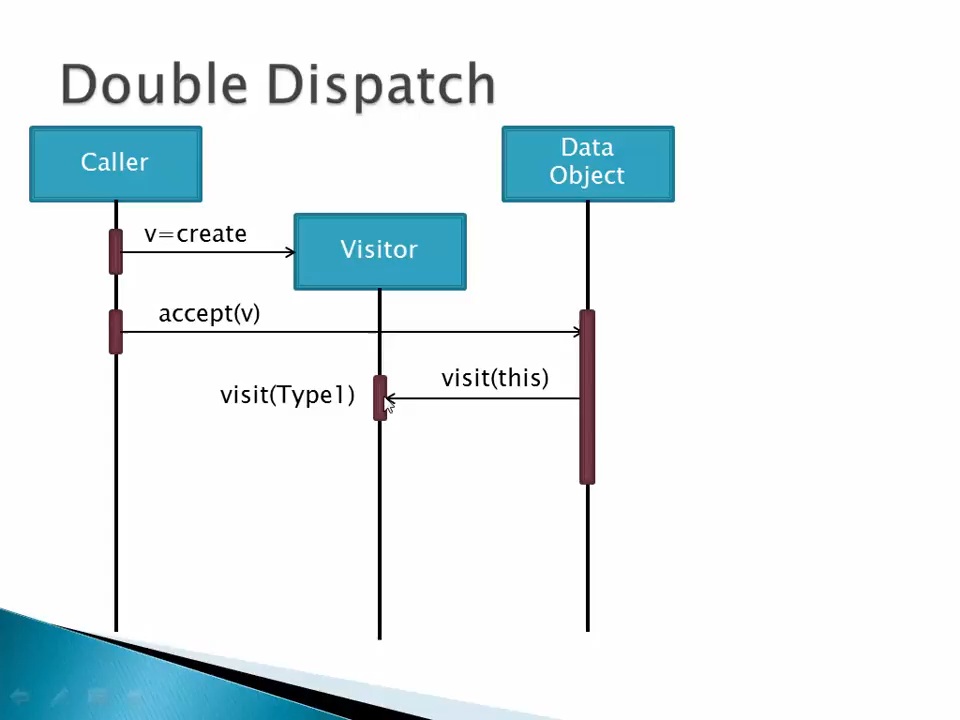 Double Dispatch
Caller
Data
Object
v=create
Visitor
accept(v)
visit(this)
visit(Type1)